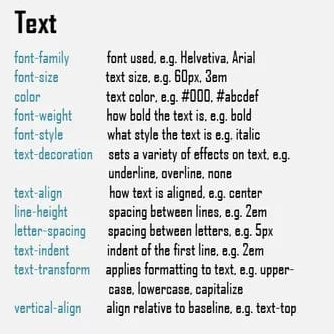 Text
font-family font used, e.g. Helvetiva, Arial
font-size text size, e.g. 60px, 3em
color text color, e.g. #000, #abcdef
font-weight how bold the text is, e.g. bold
font-style what style the text is e.g. italic
text-decoration sets a variety of effects on text, e.g.
underline, overline, none
text-align how text is aligned, e.g. center
line-height spacing between lines, e.g. 2em
letter-spacing spacing between letters, e.g. 5px
text-indent indent of the first line, e.g. 2em
text-transform applies formatting to text, e.g. upper-
case, lowercase, capitalize
vertical-align align relative to baseline, e.g. text-top